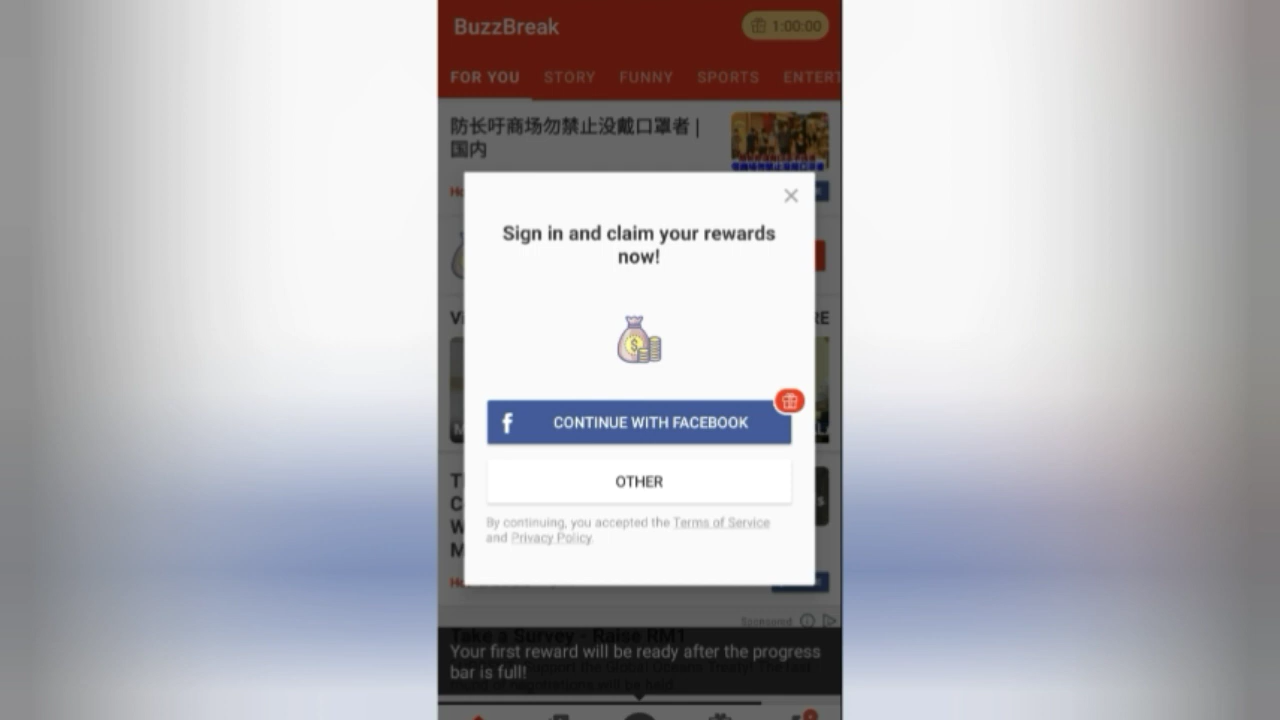 BuzzBreak
1:00:00
FOR YOU STORY FUNNY SPORTS ENTERT
防长吁商场勿禁止没戴口罩者 |
国内
Sign in and claim your rewards
now!
CONTINUE WITH FACEBOOK
OTHER
By continuing, you accepted the Terms of Service
and Privacy Policy.
Sponsored
Take a Survey - Raise RM1
Your first reward will be ready after the progress
bar is full!